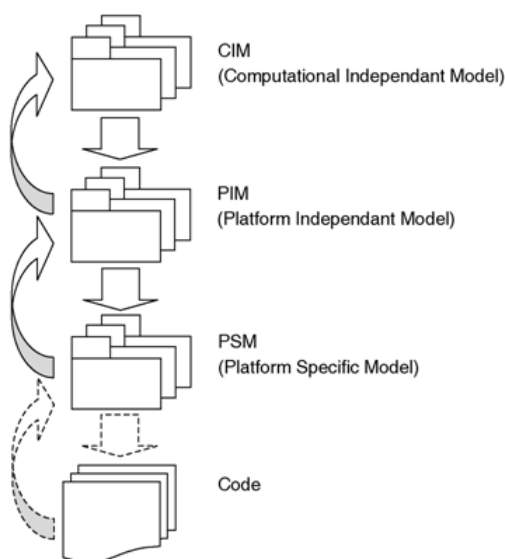 CIM
(Computational Independant Model)
PIM
(Platform Independant Model)
PSM
(Platform Specific Model)
Code